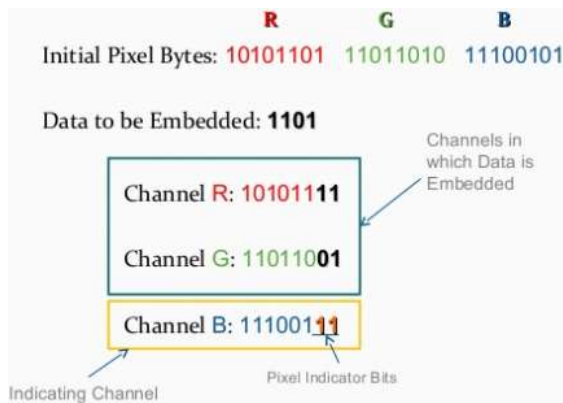 R G B
Initial Pixel Bytes: 10101101 11011010 11100101
Data to be Embedded: 1101
Channels in
which Data is
Embedded
Channel R: 10101111
Channel G: 11011001
Channel B: 11100111
Pixel Indicator Bits
Indicating Channel